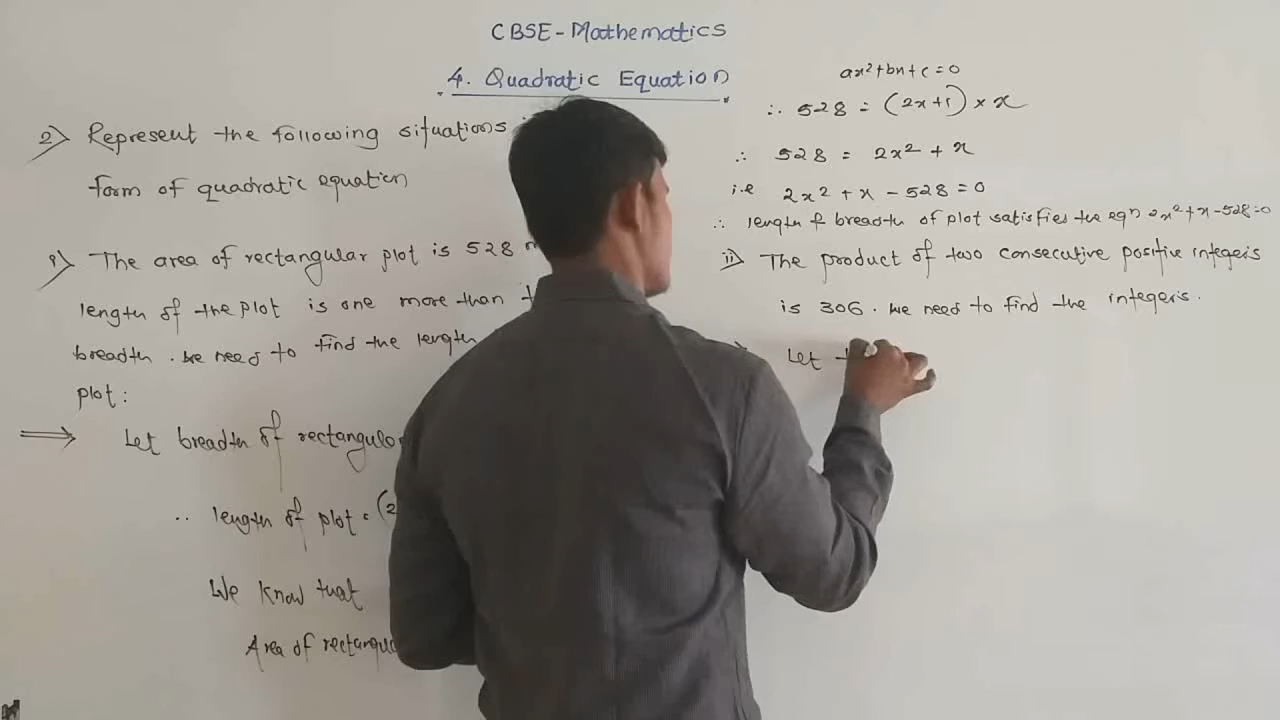 CBSE - Mathematics
4. Quadratic Equation
2) Represent the following situations
form of quadratic equation
i) The area of rectangular plot is 528
length of the plot is one more than
breadth. we need to find the length
plot:
⟹ Let breadth of rectangular
∴ length of plot = (2
We know that
Area of
ax² + bx + c = 0
∴ 528 = (2x+1) × x
∴ 528 = 2x² + x
i.e 2x² + x - 528 = 0
∴ length & breadth of plot satisfies the eqn 2x²+x-528=0
ii) The product of two consecutive positive integers
is 306. we need to find the integers.
Let